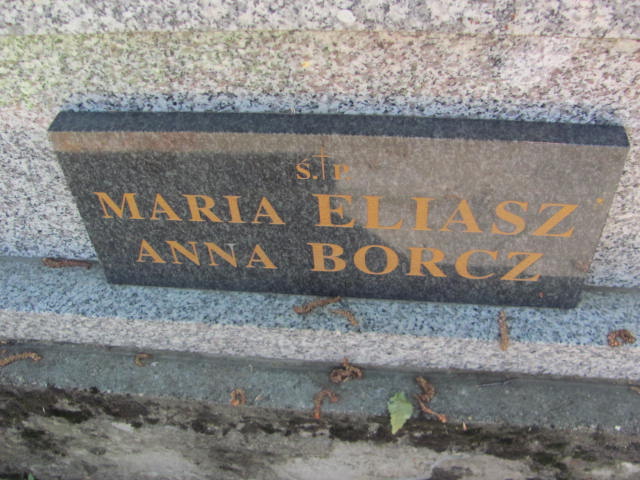 Ś.†P.
MARIA ELIASZ
ANNA BORCZ